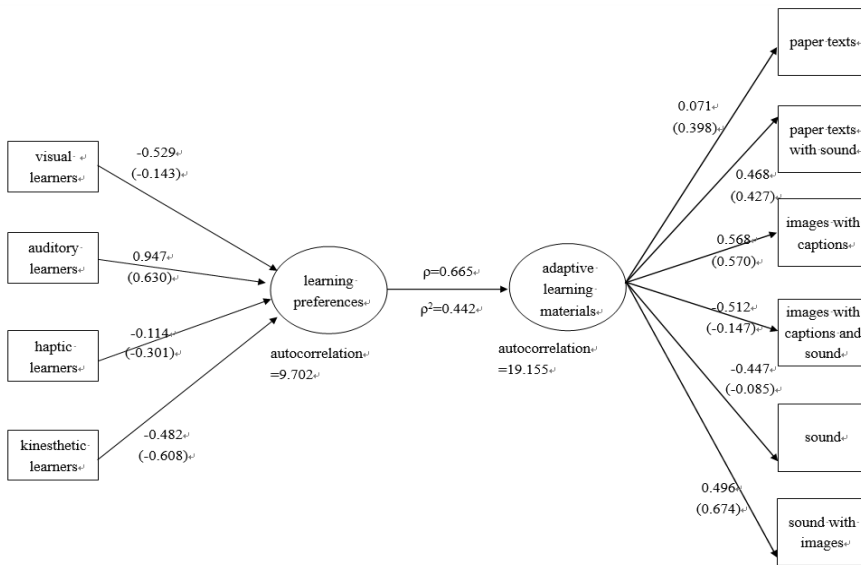 paper texts
0.071
(0.398)
paper texts
with sound
visual
learners
-0.529
(-0.143)
0.468
(0.427)
images with
captions
auditory
learners
0.947
(0.630)
0.568
(0.570)
learning
preferences
ρ=0.665
ρ²=0.442
adaptive
learning
materials
-0.512
(-0.147)
images with
captions and
sound
haptic
learners
-0.114
(-0.301)
autocorrelation
=9.702
autocorrelation
=19.155
-0.447
(-0.085)
kinesthetic
learners
-0.482
(-0.608)
sound
0.496
(0.674)
sound with
images